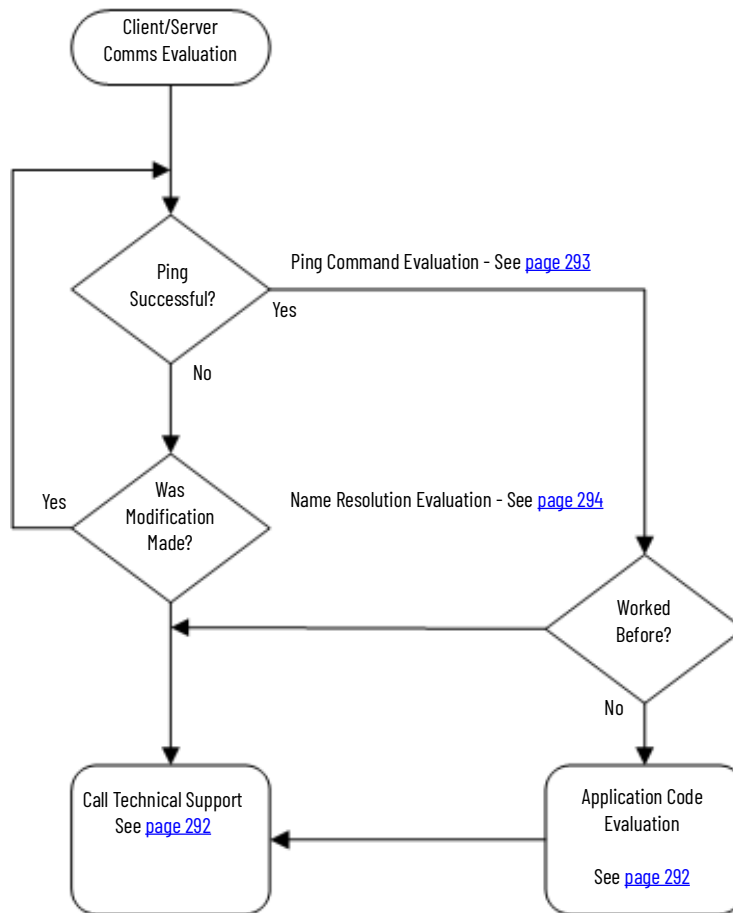 Client/Server
Comms Evaluation
Ping
Successful?
Ping Command Evaluation - See page 293
Yes
No
Was
Modification
Made?
Yes
Name Resolution Evaluation - See page 294
Worked
Before?
No
Call Technical Support
See page 292
Application Code
Evaluation
See page 292